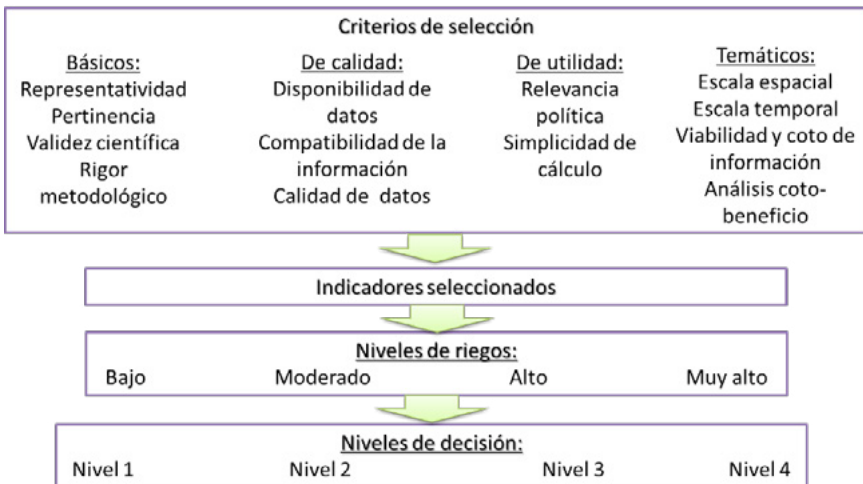 Criterios de selección
Básicos:
Representatividad
Pertinencia
Validez científica
Rigor
metodológico
De calidad:
Disponibilidad de
datos
Compatibilidad de la
información
Calidad de datos
De utilidad:
Relevancia
política
Simplicidad de
cálculo
Temáticos:
Escala espacial
Escala temporal
Viabilidad y coto de
información
Análisis coto-
beneficio
Indicadores seleccionados
Niveles de riegos:
Bajo Moderado Alto Muy alto
Niveles de decisión:
Nivel 1 Nivel 2 Nivel 3 Nivel 4